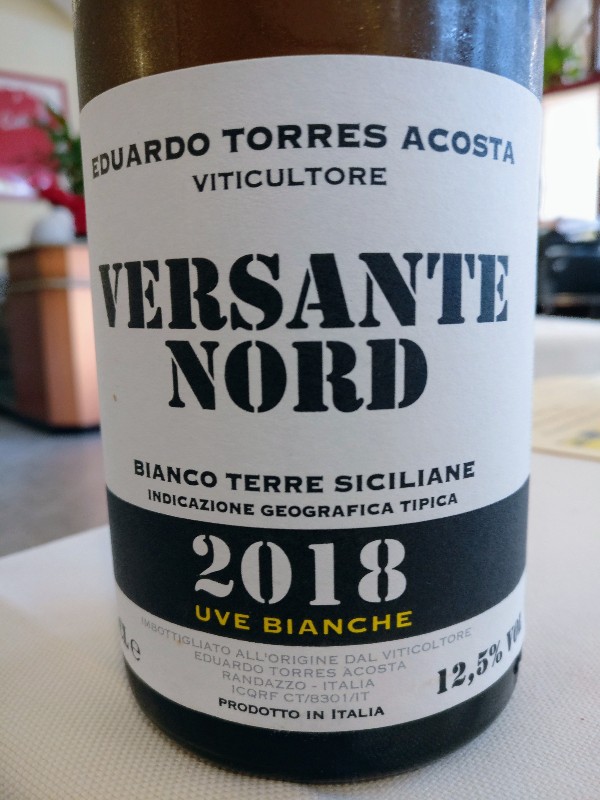 EDUARDO TORRES ACOSTA
VITICULTORE
VERSANTE
NORD
BIANCO TERRE SICILIANE
INDICAZIONE GEOGRAFICA TIPICA
2018
UVE BIANCHE
IMBOTTIGLIATO ALL'ORIGINE DAL VITICOLTORE
EDUARDO TORRES ACOSTA
RANDAZZO - ITALIA
ICQRF CT/8301/IT
PRODOTTO IN ITALIA
12,5% VOL